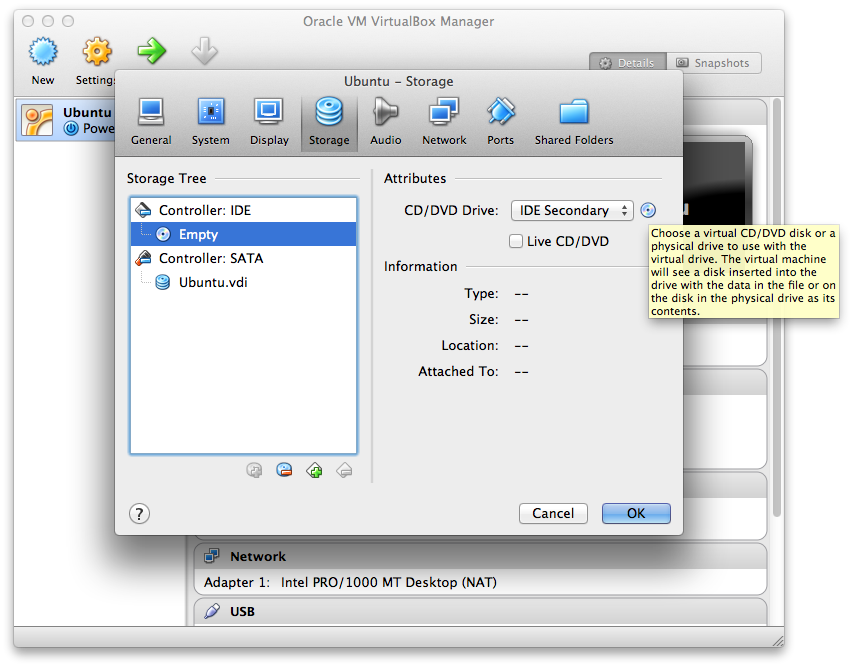 Oracle VM VirtualBox Manager
New
Settings
Details
Snapshots
Ubuntu
Powe
Ubuntu – Storage
General
System
Display
Storage
Audio
Network
Ports
Shared Folders
Storage Tree
Controller: IDE
Empty
Controller: SATA
Ubuntu.vdi
Attributes
CD/DVD Drive:
IDE Secondary
Live CD/DVD
Information
Type: --
Size: --
Location: --
Attached To: --
Choose a virtual CD/DVD disk or a
physical drive to use with the
virtual drive. The virtual machine
will see a disk inserted into the
drive with the data in the file or on
the disk in the physical drive as its
contents.
?
Cancel
OK
Network
Adapter 1: Intel PRO/1000 MT Desktop (NAT)
USB